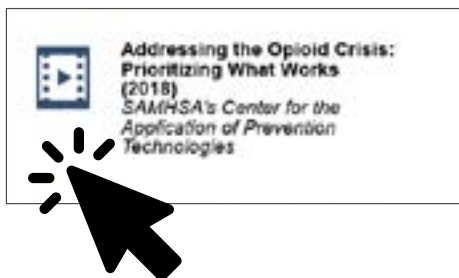 Addressing the Opioid Crisis:
Prioritizing What Works
(2018)
SAMHSA's Center for the
Application of Prevention
Technologies